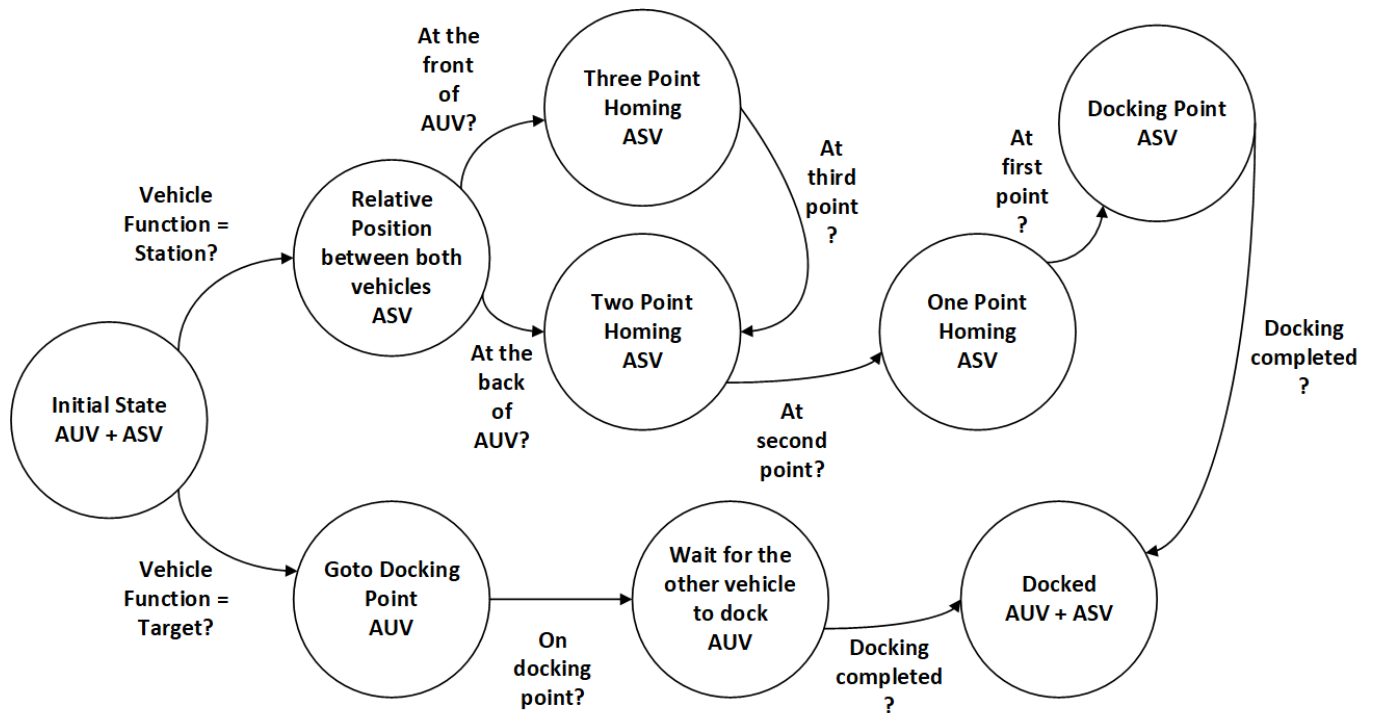 At the
front
of
AUV?
Three Point
Homing
ASV
Docking Point
ASV
At
third
point
?
At
first
point
?
Vehicle
Function =
Station?
Relative
Position
between both
vehicles
ASV
Two Point
Homing
ASV
One Point
Homing
ASV
Docking
completed
?
At the
back
of
AUV?
Initial State
AUV + ASV
At
second
point?
Vehicle
Function =
Target?
Goto Docking
Point
AUV
On
docking
point?
Wait for the
other vehicle
to dock
AUV
Docking
completed
?
Docked
AUV + ASV